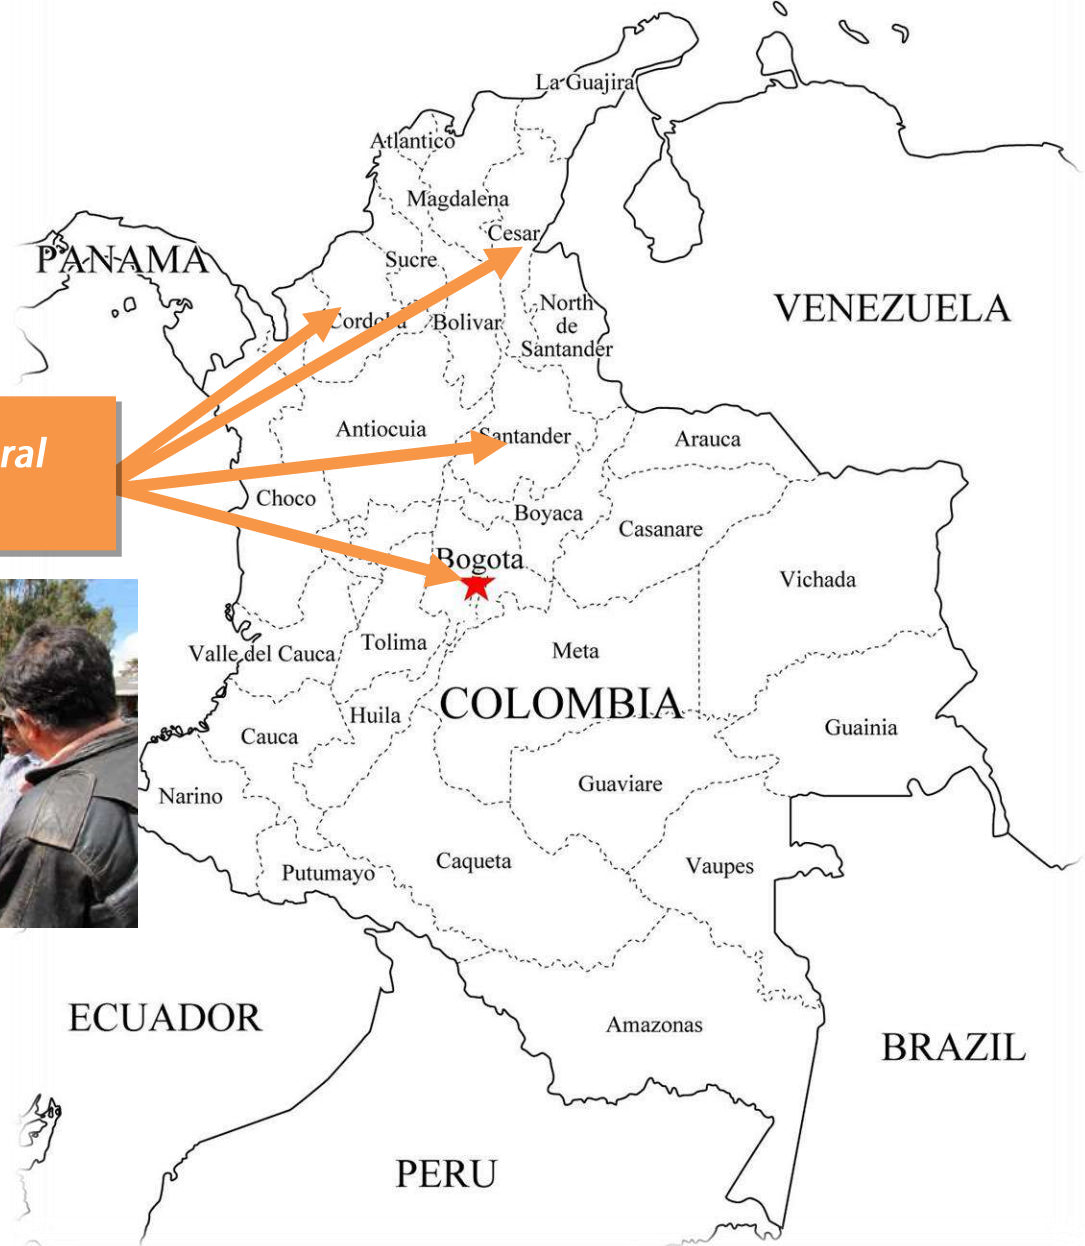 La Guajira
Atlantico
Magdalena
Cesar
PANAMA
Sucre
VENEZUELA
North
de
Santander
Cordoba
Bolivar
Antiocuia
Santander
Arauca
ral
Choco
Boyaca
Casanare
Bogota
Vichada
Valle del Cauca
Tolima
Meta
COLOMBIA
Huila
Cauca
Guainia
Narino
Guaviare
Putumayo
Caqueta
Vaupes
ECUADOR
Amazonas
BRAZIL
PERU